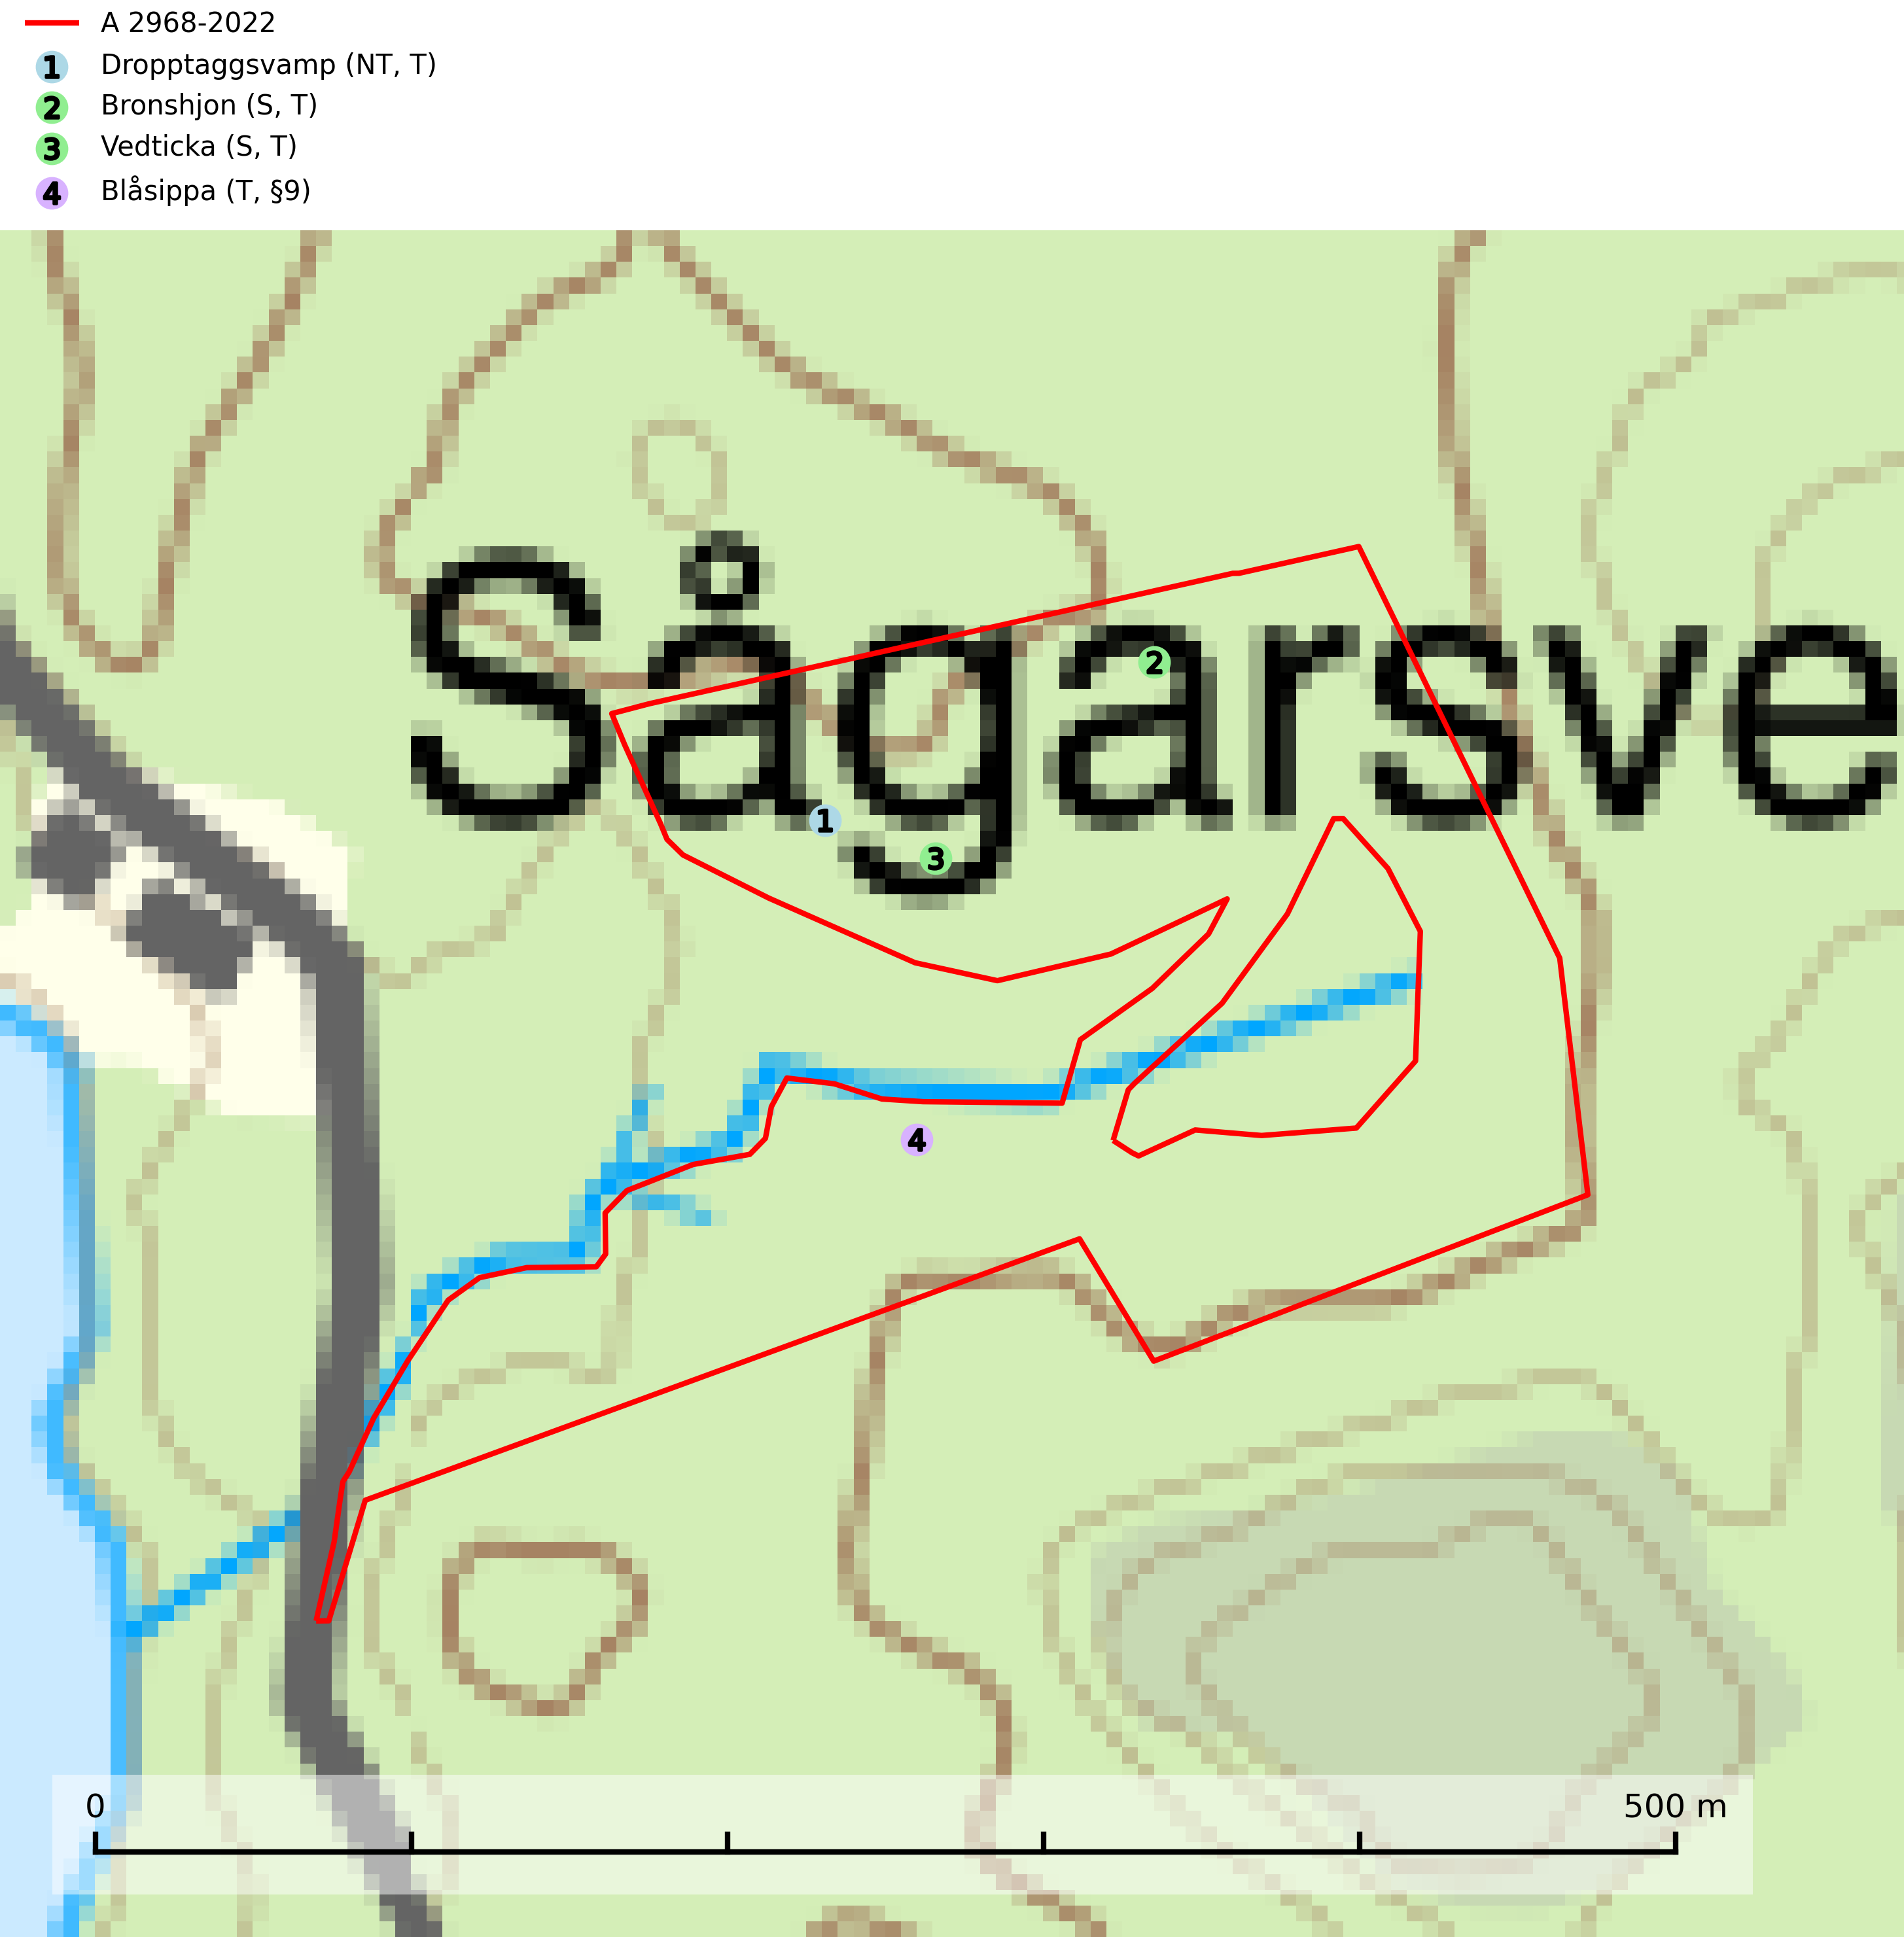 A 2968-2022
1 Dropptaggsvamp (NT, T)
2 Bronshjon (S, T)
3 Vedticka (S, T)
4 Blåsippa (T, §9)
Sågarsve
2
1
3
4
0 500 m